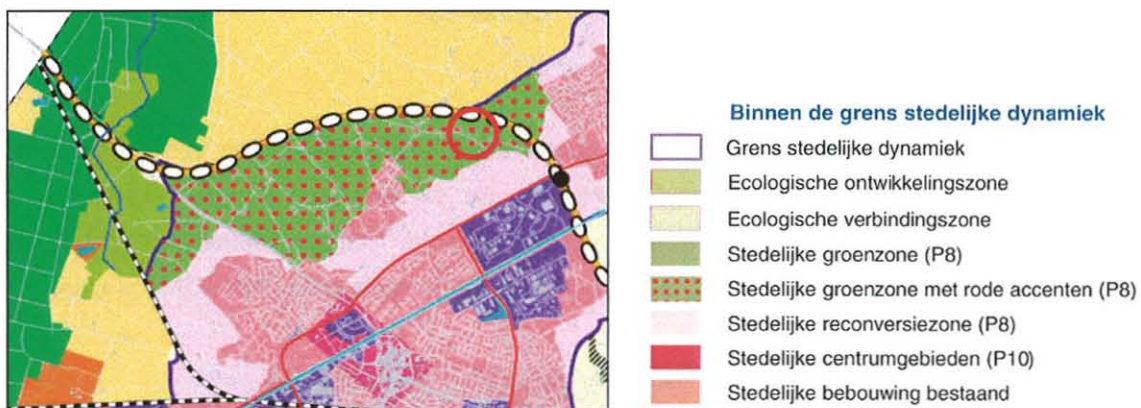 Binnen de grens stedelijke dynamiek
Grens stedelijke dynamiek
Ecologische ontwikkelingszone
Ecologische verbindingszone
Stedelijke groenzone (P8)
Stedelijke groenzone met rode accenten (P8)
Stedelijke reconversiezone (P8)
Stedelijke centrumgebieden (P10)
Stedelijke bebouwing bestaand